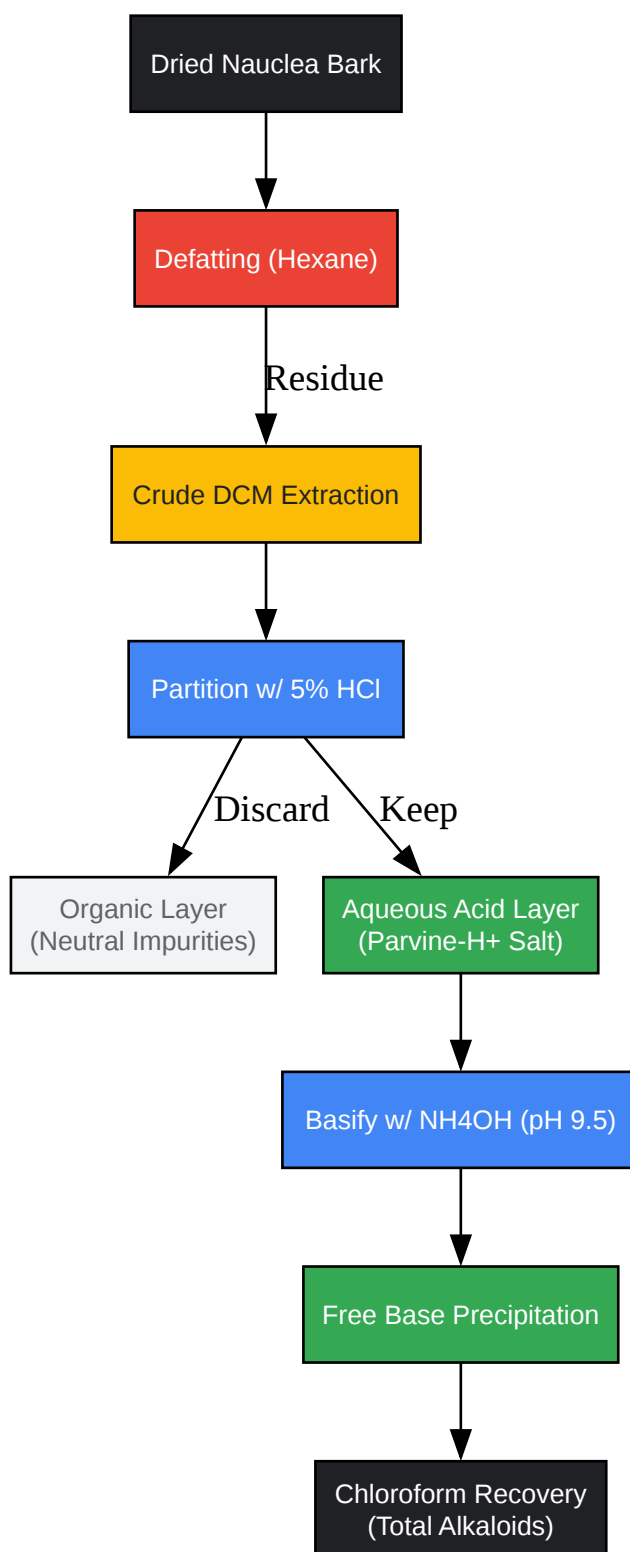 Dried Nauclea Bark
Defatting (Hexane)
Residue
Crude DCM Extraction
Partition w/ 5% HCl
Discard
Keep
Organic Layer
(Neutral Impurities)
Aqueous Acid Layer
(Parvine-H+ Salt)
Basify w/ NH4OH (pH 9.5)
Free Base Precipitation
Chloroform Recovery
(Total Alkaloids)